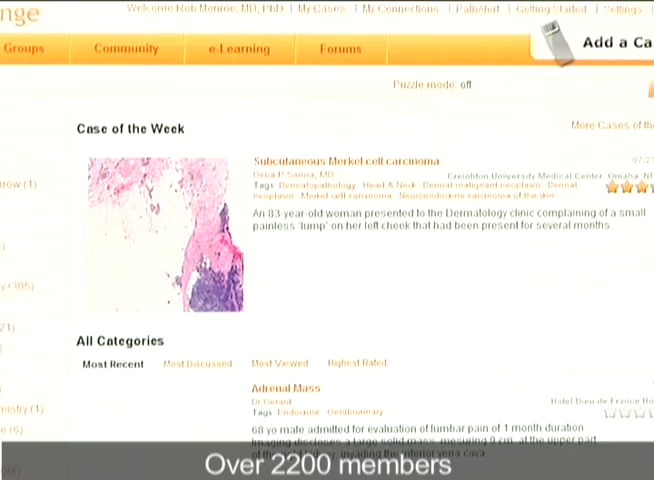 nge
Welcome Rob Monroe, MD, PhD | My Cases | My Connections | PathAlert | Getting Started | Settings
Groups Community e-Learning Forums Add a Ca
Puzzle mode: off
Case of the Week More Cases of the
Subcutaneous Merkel cell carcinoma
Creighton University Medical Center, Omaha, NE
Tags: Dermatopathology Head & Neck Dermal malignant neoplasm Dermal
neoplasm Merkel cell carcinoma Neuroendocrine carcinoma of the skin
An 83-year-old woman presented to the Dermatology clinic complaining of a small
painless 'lump' on her left cheek that had been present for several months.
row (1)
All Categories
Most Recent Most Discussed Most Viewed Highest Rated
Adrenal Mass
Dr Gerard Hotel Dieu de France Ho
Tags: Endocrine Genitourinary
68 yo male admitted for evaluation of lumbar pain of 1 month duration
Imaging discloses a large solid mass, mesuring 9 cm, at the upper part
of the right kidney, invading the inferior vena cava
Over 2200 members